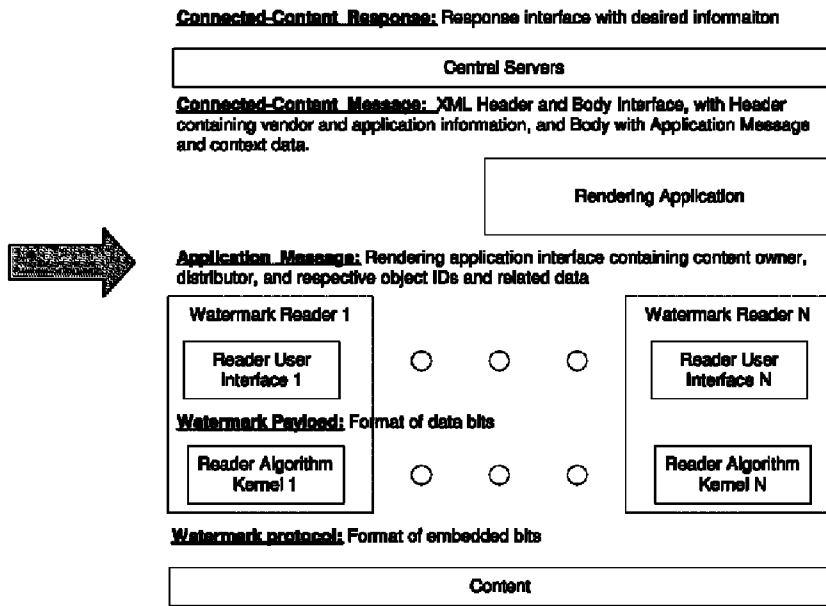 Connected-Content Response: Response interface with desired informaiton
Central Servers
Connected-Content Message: XML Header and Body Interface, with Header
containing vendor and application information, and Body with Application Message
and context data.
Rendering Application
Application Message: Rendering application interface containing content owner,
distributor, and respective object IDs and related data
Watermark Reader 1
Watermark Reader N
Reader User
Interface 1
Reader User
Interface N
Watermark Payload: Format of data bits
Reader Algorithm
Kernel 1
Reader Algorithm
Kernel N
Watermark protocol: Format of embedded bits
Content